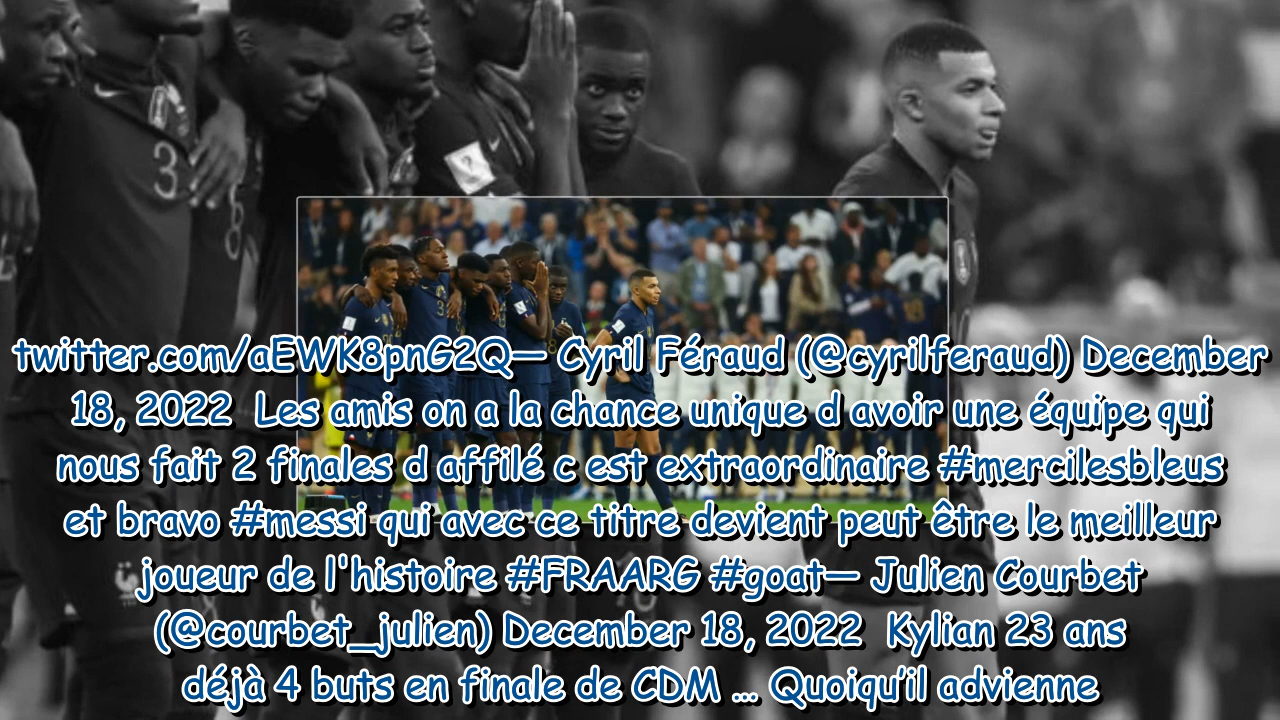 twitter.com/aEWK8pnG2Q— Cyril Féraud (@cyrilferaud) December
18, 2022  Les amis on a la chance unique d avoir une équipe qui
nous fait 2 finales d affilé c est extraordinaire #mercilesbleus
et bravo #messi qui avec ce titre devient peut être le meilleur
joueur de l'histoire #FRAARG #goat— Julien Courbet
(@courbet_julien) December 18, 2022  Kylian 23 ans
déjà 4 buts en finale de CDM ... Quoiqu’il advienne
3
8